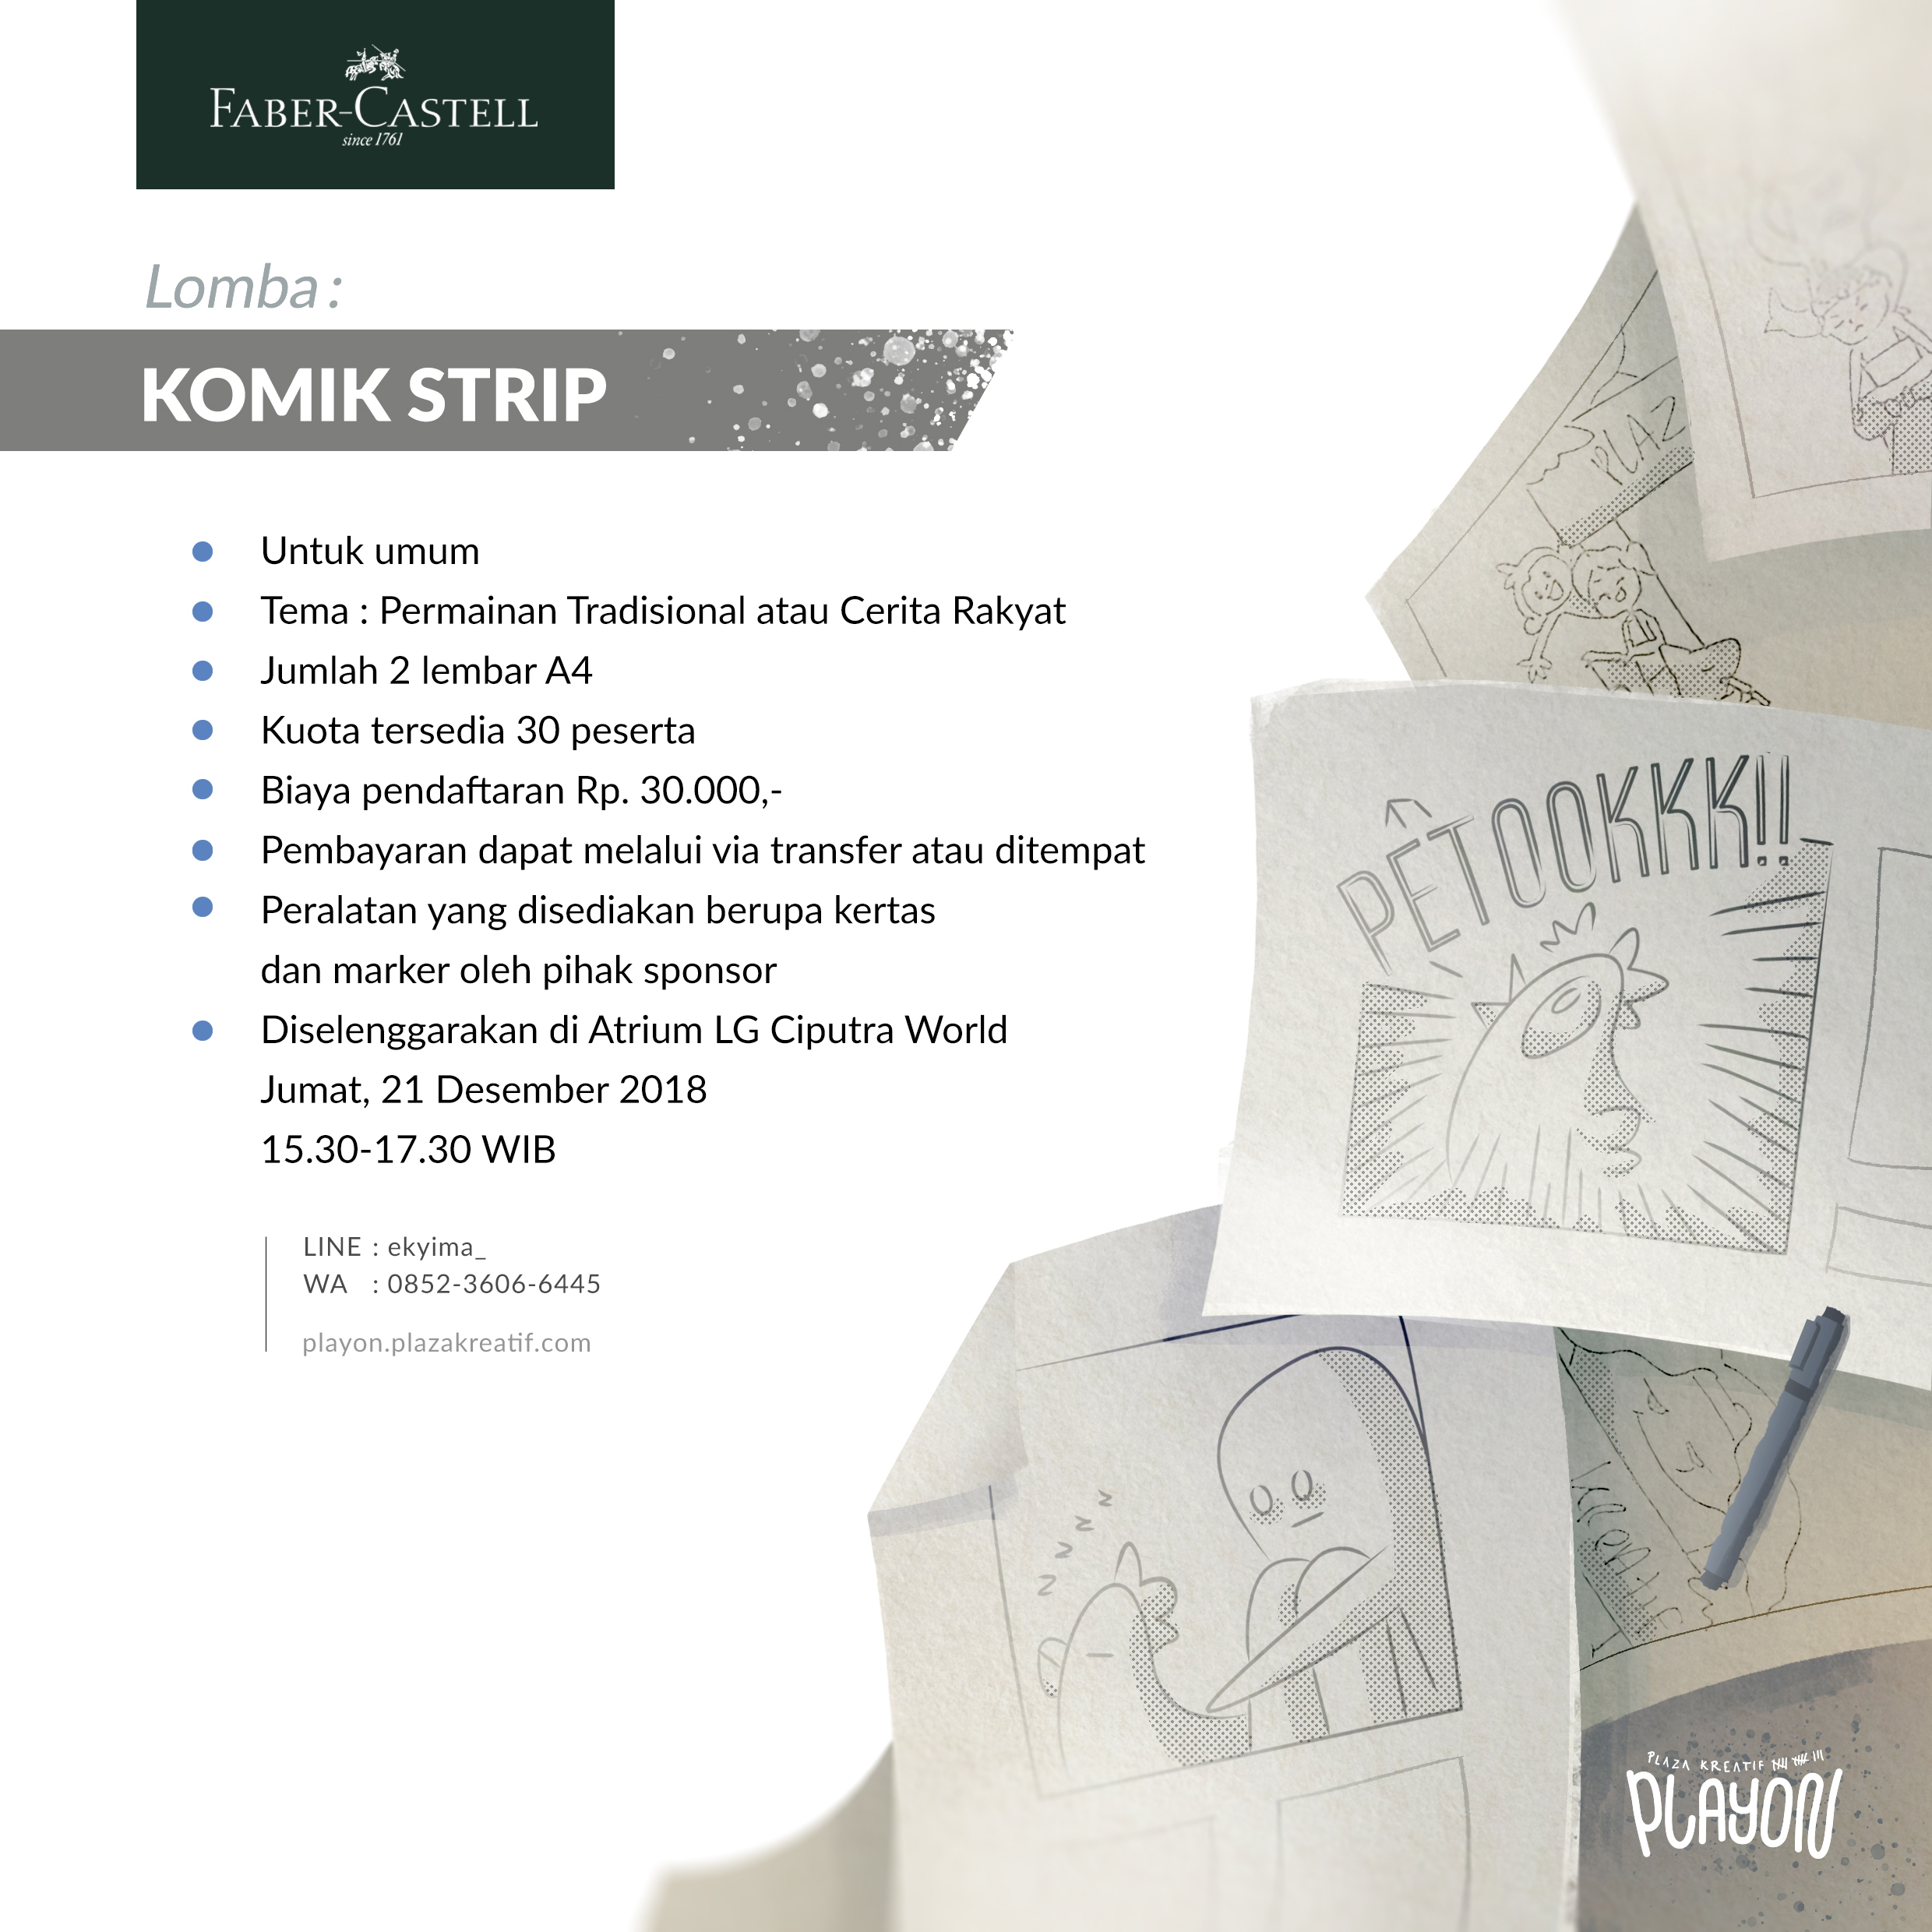 FABER-CASTELL
since 1761
Lomba :
KOMIK STRIP
Untuk umum
Tema : Permainan Tradisional atau Cerita Rakyat
Jumlah 2 lembar A4
Kuota tersedia 30 peserta
Biaya pendaftaran Rp. 30.000,-
Pembayaran dapat melalui via transfer atau ditempat
Peralatan yang disediakan berupa kertas
dan marker oleh pihak sponsor
Diselenggarakan di Atrium LG Ciputra World
Jumat, 21 Desember 2018
15.30-17.30 WIB
LINE : ekyima_
WA : 0852-3606-6445
playon.plazakreatif.com
PLAZ
PÊTOOKKK!!
z z z z
Kreatif
PLAZA KREATIF
PLAYON